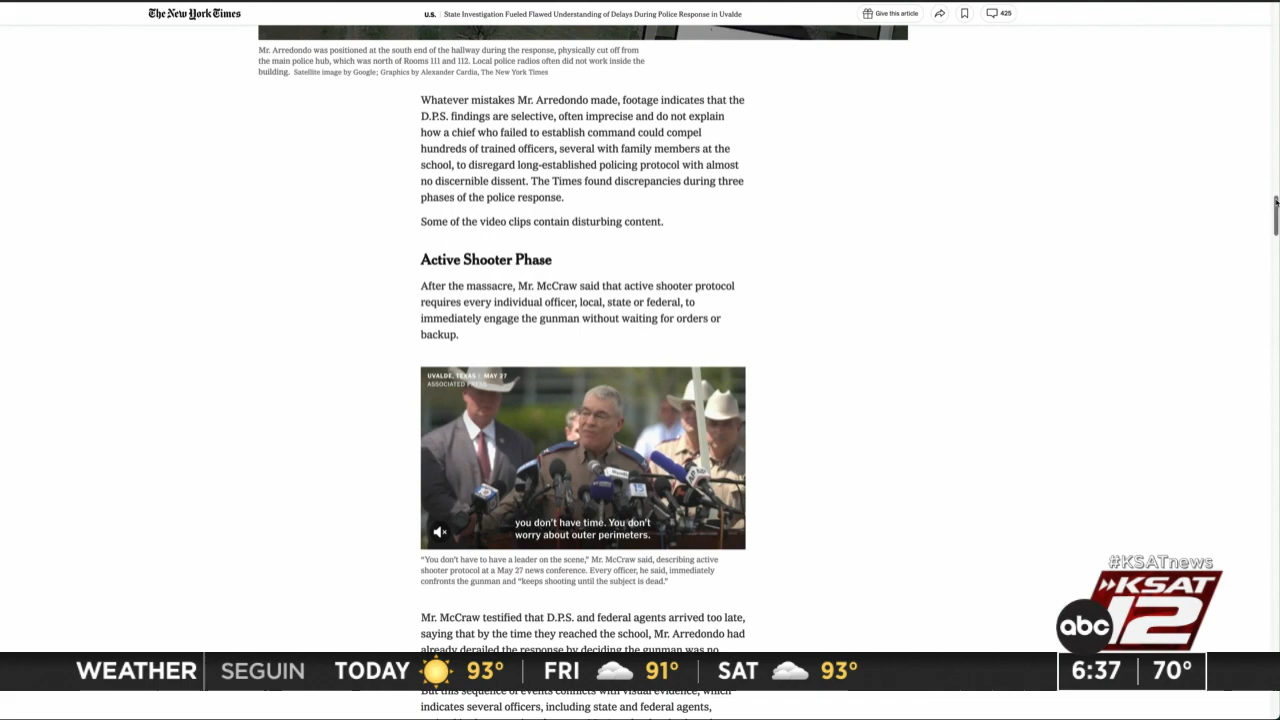 The New York Times
U.S. State Investigation Fueled Flawed Understanding of Delays During Police Response in Uvalde
Give this article
425
Mr. Arredondo was positioned at the south end of the hallway during the response, physically cut off from
the main police hub, which was north of Rooms 111 and 112. Local police radios often did not work inside the
building. Satellite image by Google; Graphics by Alexander Cardia, The New York Times
Whatever mistakes Mr. Arredondo made, footage indicates that the
D.P.S. findings are selective, often imprecise and do not explain
how a chief who failed to establish command could compel
hundreds of trained officers, several with family members at the
school, to disregard long-established policing protocol with almost
no discernible dissent. The Times found discrepancies during three
phases of the police response.
Some of the video clips contain disturbing content.
Active Shooter Phase
After the massacre, Mr. McCraw said that active shooter protocol
requires every individual officer, local, state or federal, to
immediately engage the gunman without waiting for orders or
backup.
UVALDE, TEXAS | MAY 27
ASSOCIATED PRESS
15
AP
you don't have time. You don't
worry about outer perimeters.
"You don't have to have a leader on the scene," Mr. McCraw said, describing active
shooter protocol at a May 27 news conference. Every officer, he said, immediately
confronts the gunman and "keeps shooting until the subject is dead."
Mr. McCraw testified that D.P.S. and federal agents arrived too late,
saying that by the time they reached the school, Mr. Arredondo had
already derailed the response by deciding the gunman was no
But this sequence of events conflicts with visual evidence, which
indicates several officers, including state and federal agents,
#KSATnews
KSAT
abc 12
WEATHER SEGUIN TODAY 93° FRI 91° SAT 93° 6:37 70°